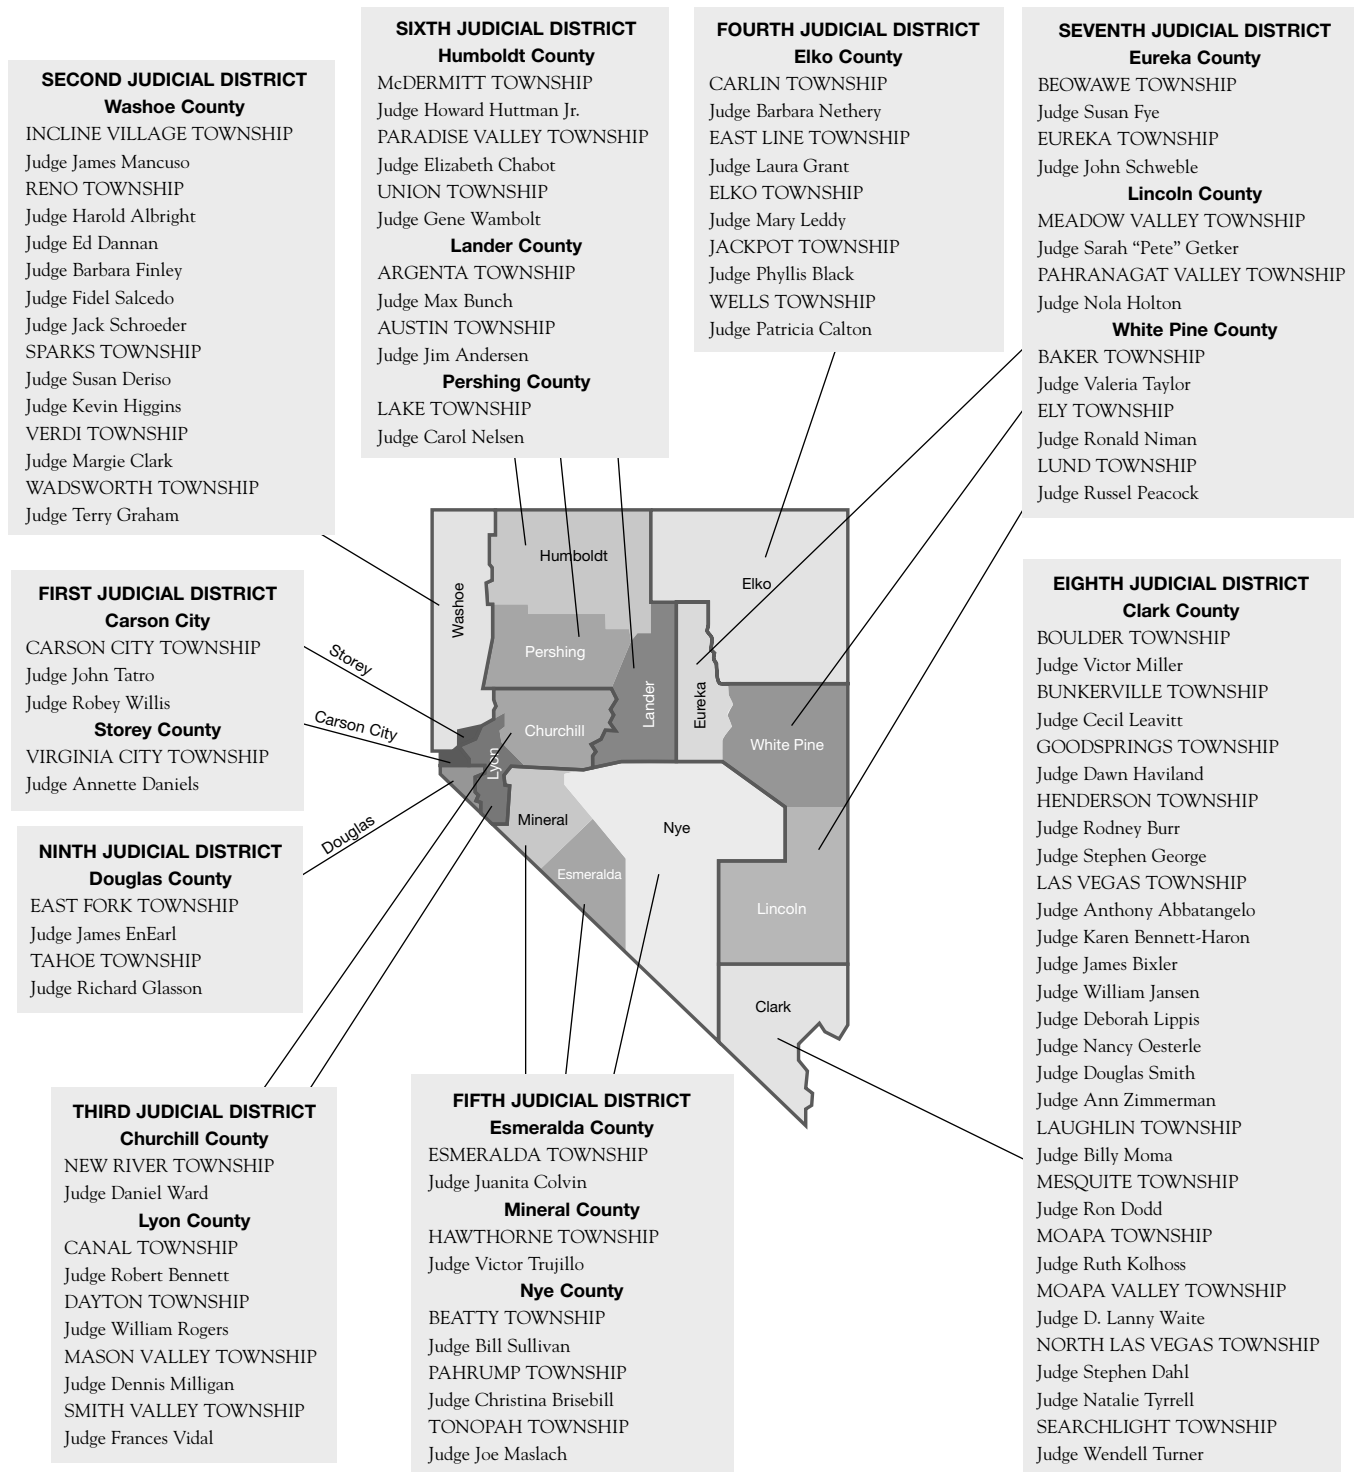 SECOND JUDICIAL DISTRICT
Washoe County
INCLINE VILLAGE TOWNSHIP
Judge James Mancuso
RENO TOWNSHIP
Judge Harold Albright
Judge Ed Dannan
Judge Barbara Finley
Judge Fidel Salcedo
Judge Jack Schroeder
SPARKS TOWNSHIP
Judge Susan Deriso
Judge Kevin Higgins
VERDI TOWNSHIP
Judge Margie Clark
WADSWORTH TOWNSHIP
Judge Terry Graham
SIXTH JUDICIAL DISTRICT
Humboldt County
McDERMITT TOWNSHIP
Judge Howard Huttman Jr.
PARADISE VALLEY TOWNSHIP
Judge Elizabeth Chabot
UNION TOWNSHIP
Judge Gene Wambolt
Lander County
ARGENTA TOWNSHIP
Judge Max Bunch
AUSTIN TOWNSHIP
Judge Jim Andersen
Pershing County
LAKE TOWNSHIP
Judge Carol Nelsen
FOURTH JUDICIAL DISTRICT
Elko County
CARLIN TOWNSHIP
Judge Barbara Nethery
EAST LINE TOWNSHIP
Judge Laura Grant
ELKO TOWNSHIP
Judge Mary Leddy
JACKPOT TOWNSHIP
Judge Phyllis Black
WELLS TOWNSHIP
Judge Patricia Calton
SEVENTH JUDICIAL DISTRICT
Eureka County
BEOWAWE TOWNSHIP
Judge Susan Fye
EUREKA TOWNSHIP
Judge John Schweble
Lincoln County
MEADOW VALLEY TOWNSHIP
Judge Sarah “Pete” Getker
PAHRANAGAT VALLEY TOWNSHIP
Judge Nola Holton
White Pine County
BAKER TOWNSHIP
Judge Valeria Taylor
ELY TOWNSHIP
Judge Ronald Niman
LUND TOWNSHIP
Judge Russel Peacock
FIRST JUDICIAL DISTRICT
Carson City
CARSON CITY TOWNSHIP
Judge John Tatro
Judge Robey Willis
Storey County
VIRGINIA CITY TOWNSHIP
Judge Annette Daniels
NINTH JUDICIAL DISTRICT
Douglas County
EAST FORK TOWNSHIP
Judge James EnEarl
TAHOE TOWNSHIP
Judge Richard Glasson
Washoe
Humboldt
Elko
Pershing
Lander
Eureka
Storey
Carson City
Churchill
Lyon
White Pine
Douglas
Mineral
Nye
Esmeralda
Lincoln
Clark
EIGHTH JUDICIAL DISTRICT
Clark County
BOULDER TOWNSHIP
Judge Victor Miller
BUNKERVILLE TOWNSHIP
Judge Cecil Leavitt
GOODSPRINGS TOWNSHIP
Judge Dawn Haviland
HENDERSON TOWNSHIP
Judge Rodney Burr
Judge Stephen George
LAS VEGAS TOWNSHIP
Judge Anthony Abbatangelo
Judge Karen Bennett-Haron
Judge James Bixler
Judge William Jansen
Judge Deborah Lippis
Judge Nancy Oesterle
Judge Douglas Smith
Judge Ann Zimmerman
LAUGHLIN TOWNSHIP
Judge Billy Moma
MESQUITE TOWNSHIP
Judge Ron Dodd
MOAPA TOWNSHIP
Judge Ruth Kolhoss
MOAPA VALLEY TOWNSHIP
Judge D. Lanny Waite
NORTH LAS VEGAS TOWNSHIP
Judge Stephen Dahl
Judge Natalie Tyrrell
SEARCHLIGHT TOWNSHIP
Judge Wendell Turner
THIRD JUDICIAL DISTRICT
Churchill County
NEW RIVER TOWNSHIP
Judge Daniel Ward
Lyon County
CANAL TOWNSHIP
Judge Robert Bennett
DAYTON TOWNSHIP
Judge William Rogers
MASON VALLEY TOWNSHIP
Judge Dennis Milligan
SMITH VALLEY TOWNSHIP
Judge Frances Vidal
FIFTH JUDICIAL DISTRICT
Esmeralda County
ESMERALDA TOWNSHIP
Judge Juanita Colvin
Mineral County
HAWTHORNE TOWNSHIP
Judge Victor Trujillo
Nye County
BEATTY TOWNSHIP
Judge Bill Sullivan
PAHRUMP TOWNSHIP
Judge Christina Brisebill
TONOPAH TOWNSHIP
Judge Joe Maslach